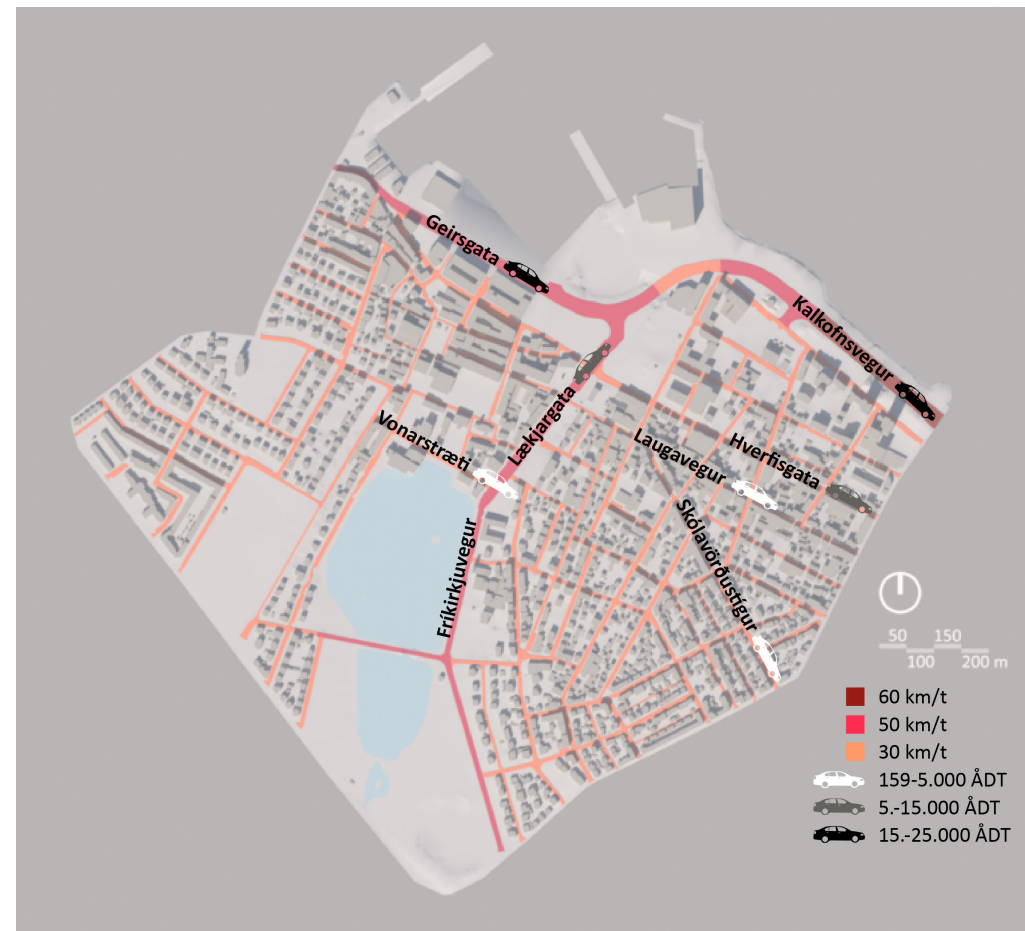 Geirsgata
Kalkofnsvegur
Lækjargata
Vonarstræti
Laugavegur
Hverfisgata
Skólavörðustígur
Fríkirkjuvegur
50 150
100 200 m
60 km/t
50 km/t
30 km/t
159-5.000 ÅDT
5.-15.000 ÅDT
15.-25.000 ÅDT